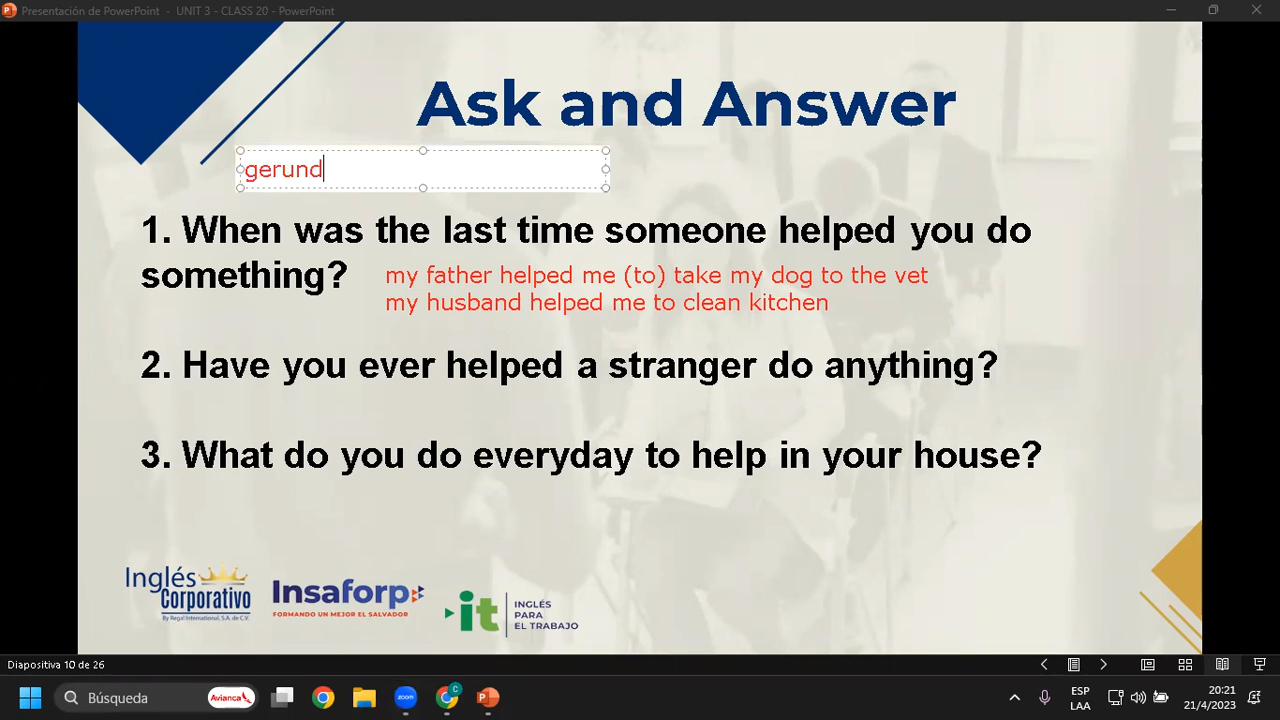 Presentación de PowerPoint - UNIT 3 - CLASS 20 - PowerPoint
Ask and Answer
gerund
1. When was the last time someone helped you do
something?
my father helped me (to) take my dog to the vet
my husband helped me to clean kitchen
2. Have you ever helped a stranger do anything?
3. What do you do everyday to help in your house?
Inglés
Corporativo
By Regal International, S.A. de C.V.
Insaforp
FORMANDO UN MEJOR EL SALVADOR
it
INGLÉS
PARA
EL TRABAJO
Diapositiva 10 de 26
Búsqueda
Avianca
C
ESP
LAA
20:21
21/4/2023